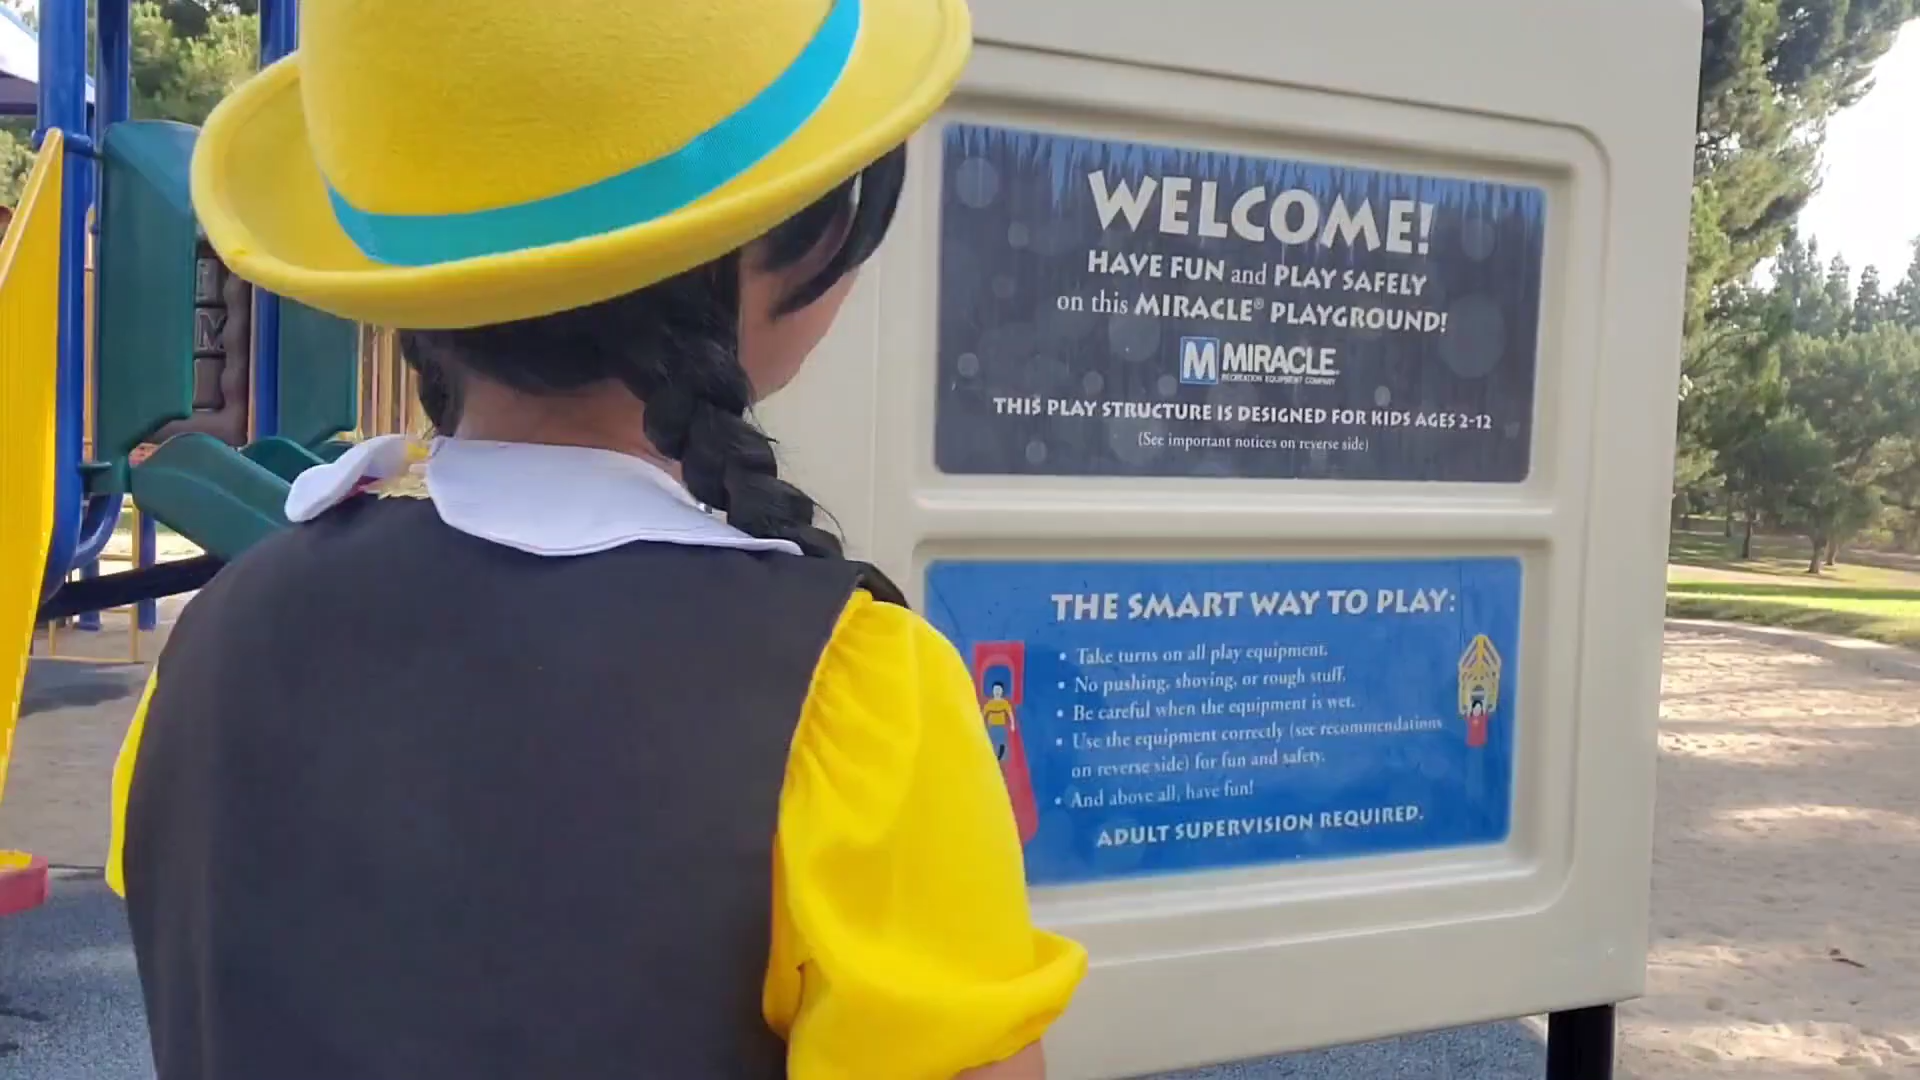 WELCOME!
HAVE FUN and PLAY SAFELY
on this MIRACLE® PLAYGROUND!
M MIRACLE
RECREATION EQUIPMENT COMPANY
THIS PLAY STRUCTURE IS DESIGNED FOR KIDS AGES 2-12
(See important notices on reverse side)
THE SMART WAY TO PLAY:
• Take turns on all play equipment.
• No pushing, shoving, or rough stuff.
• Be careful when the equipment is wet.
• Use the equipment correctly (see recommendations
on reverse side) for fun and safety.
• And above all, have fun!
ADULT SUPERVISION REQUIRED.